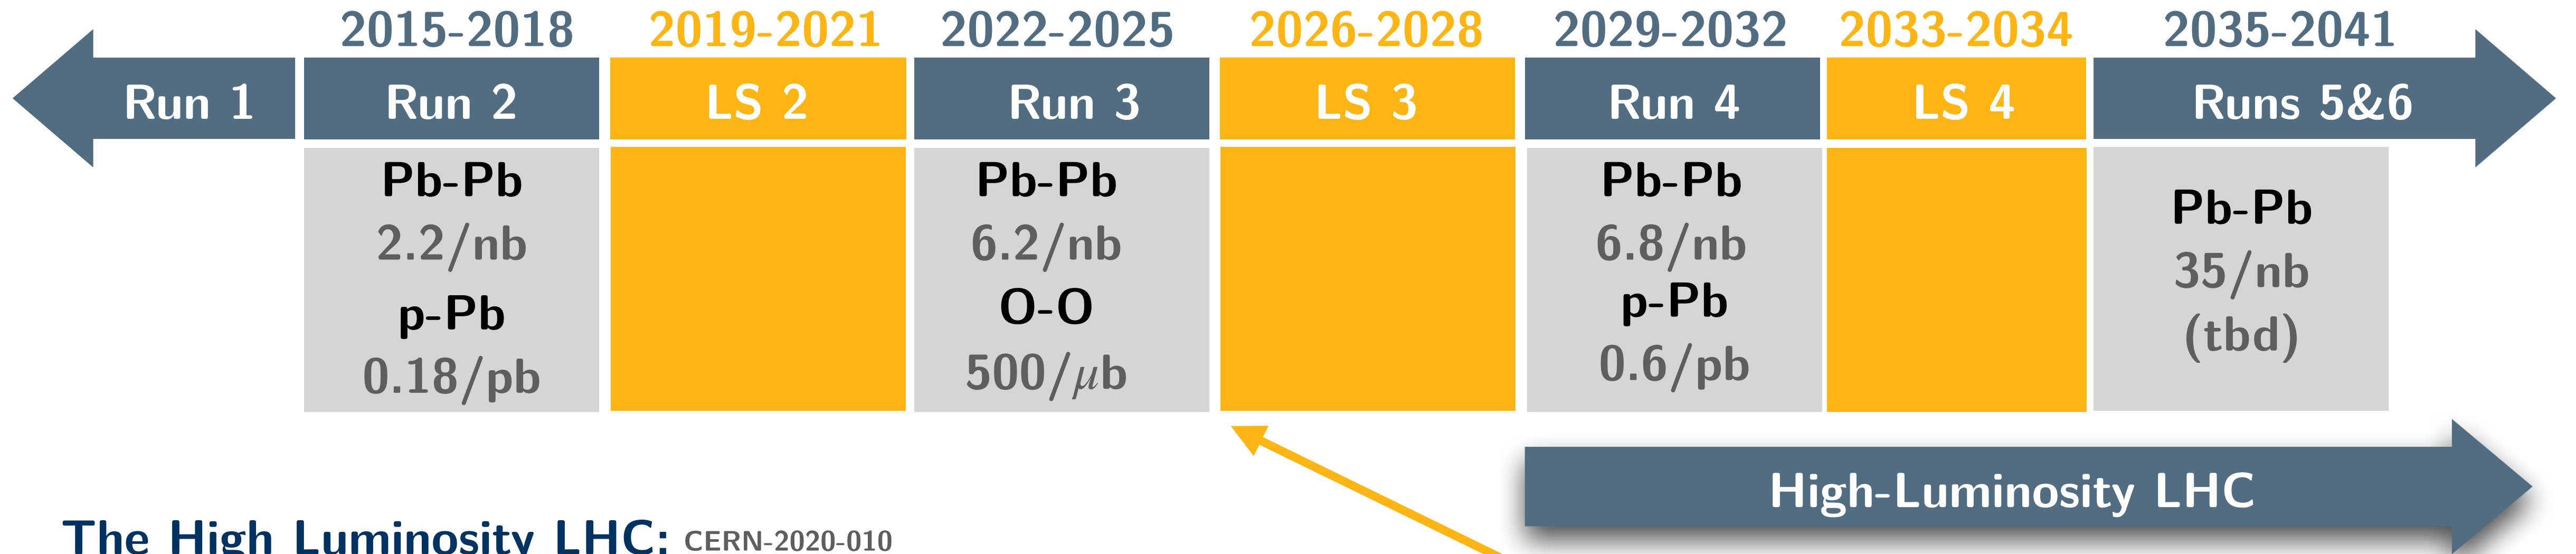 2015-2018 2019-2021 2022-2025 2026-2028 2029-2032 2033-2034 2035-2041
Run 1 Run 2 LS 2 Run 3 LS 3 Run 4 LS 4 Runs 5&6
Pb-Pb
2.2/nb
p-Pb
0.18/pb
Pb-Pb
6.2/nb
O-O
500/μb
Pb-Pb
6.8/nb
p-Pb
0.6/pb
Pb-Pb
35/nb
(tbd)
High-Luminosity LHC
The High Luminosity LHC: CERN-2020-010